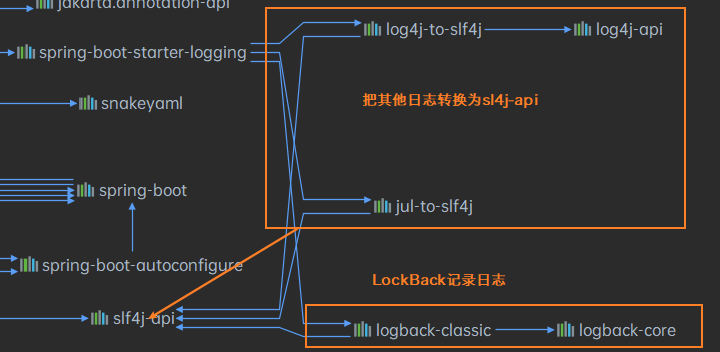 jakarta.annotation-api
log4j-to-slf4j
log4j-api
spring-boot-starter-logging
把其他日志转换为sl4j-api
snakeyaml
spring-boot
jul-to-slf4j
spring-boot-autoconfigure
LockBack记录日志
slf4j-api
logback-classic
logback-core